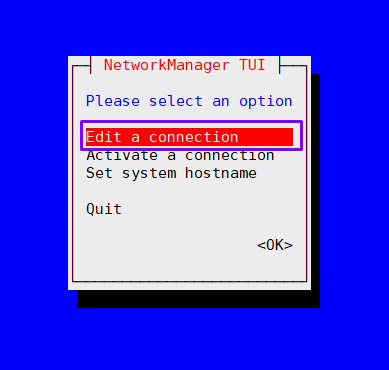 NetworkManager TUI
Please select an option
Edit a connection
Activate a connection
Set system hostname
Quit
<OK>